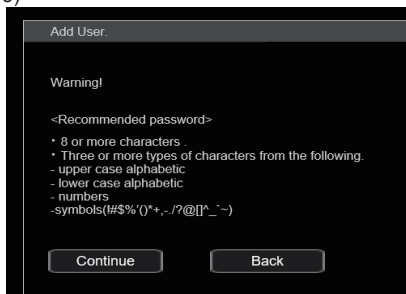 Add User.
Warning!
<Recommended password>
・8 or more characters .
・Three or more types of characters from the following.
- upper case alphabetic
- lower case alphabetic
- numbers
-symbols(!#$%'()*+,-./?@[]^_`~)
Continue Back